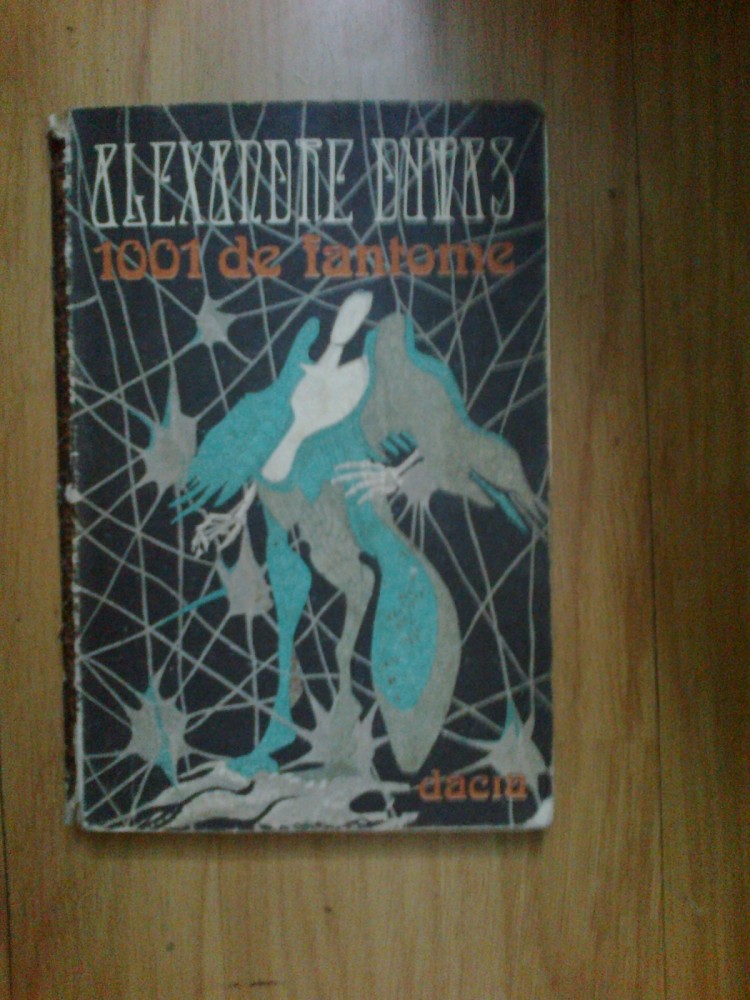 ALEXANDRE DUMAS
1001 de fantome
dacia